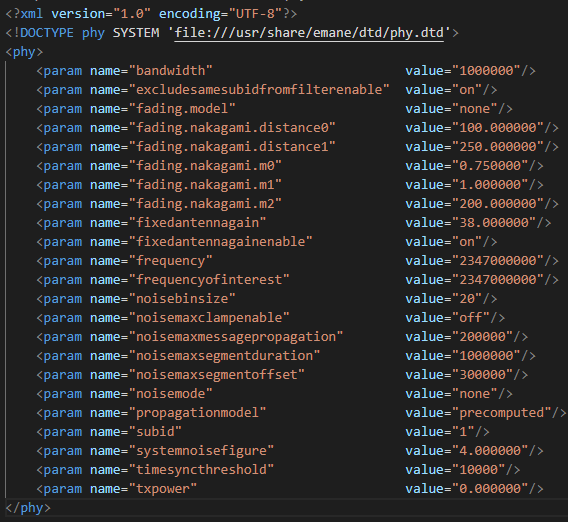 <?xml version="1.0" encoding="UTF-8"?>
<!DOCTYPE phy SYSTEM 'file:///usr/share/emane/dtd/phy.dtd'>
<phy>
    <param name="bandwidth"                         value="1000000"/>
    <param name="excludesamesubidfromfilterenable"  value="on"/>
    <param name="fading.model"                      value="none"/>
    <param name="fading.nakagami.distance0"         value="100.000000"/>
    <param name="fading.nakagami.distance1"         value="250.000000"/>
    <param name="fading.nakagami.m0"                value="0.750000"/>
    <param name="fading.nakagami.m1"                value="1.000000"/>
    <param name="fading.nakagami.m2"                value="200.000000"/>
    <param name="fixedantennagain"                  value="38.000000"/>
    <param name="fixedantennagainenable"            value="on"/>
    <param name="frequency"                         value="2347000000"/>
    <param name="frequencyofinterest"               value="2347000000"/>
    <param name="noisebinsize"                      value="20"/>
    <param name="noisemaxclampenable"               value="off"/>
    <param name="noisemaxmessagepropagation"        value="200000"/>
    <param name="noisemaxsegmentduration"           value="1000000"/>
    <param name="noisemaxsegmentoffset"             value="300000"/>
    <param name="noisemode"                         value="none"/>
    <param name="propagationmodel"                  value="precomputed"/>
    <param name="subid"                             value="1"/>
    <param name="systemnoisefigure"                 value="4.000000"/>
    <param name="timesyncthreshold"                 value="10000"/>
    <param name="txpower"                           value="0.000000"/>
</phy>